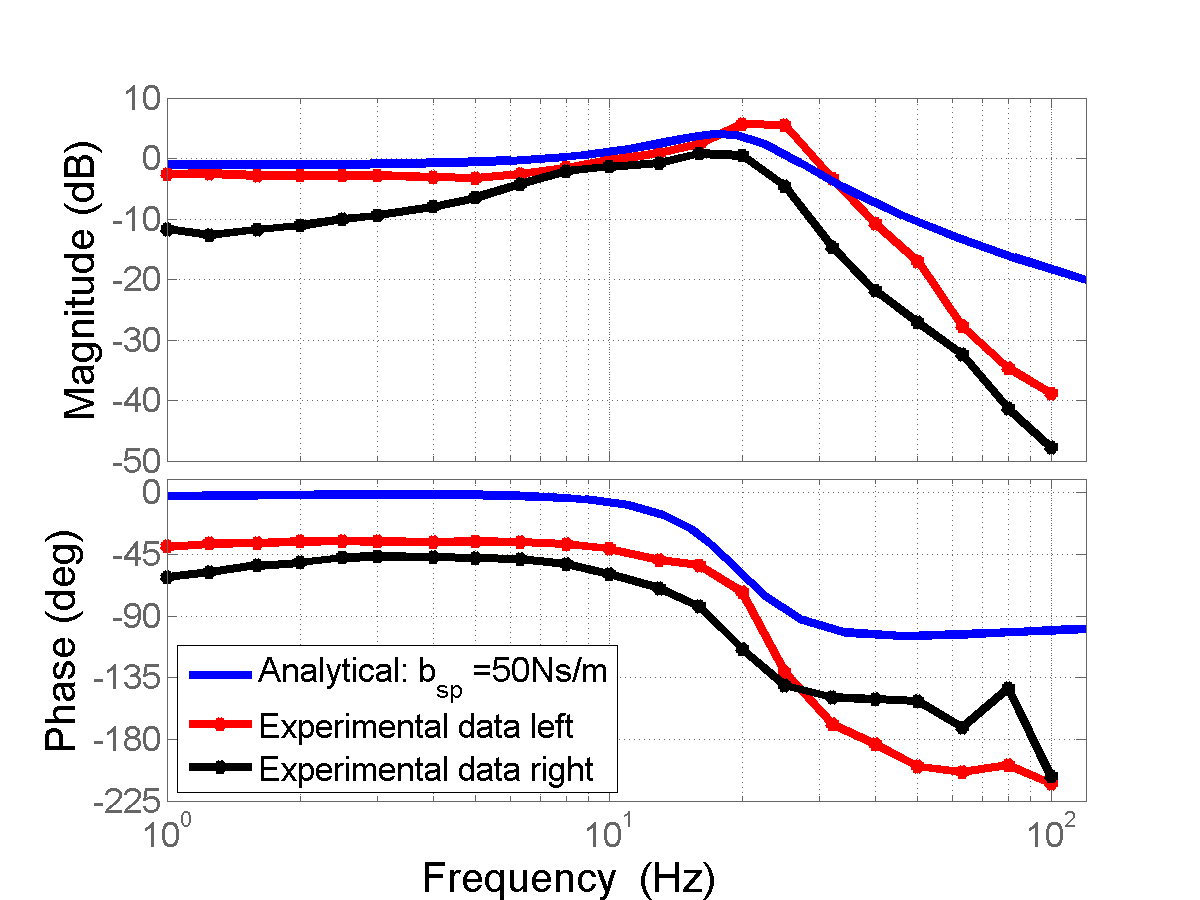 10
0
-10
-20
-30
-40
-50
Magnitude (dB)
0
-45
-90
-135
-180
-225
Phase (deg)
Analytical: b_sp =50Ns/m
Experimental data left
Experimental data right
10^0
10^1
10^2
Frequency (Hz)